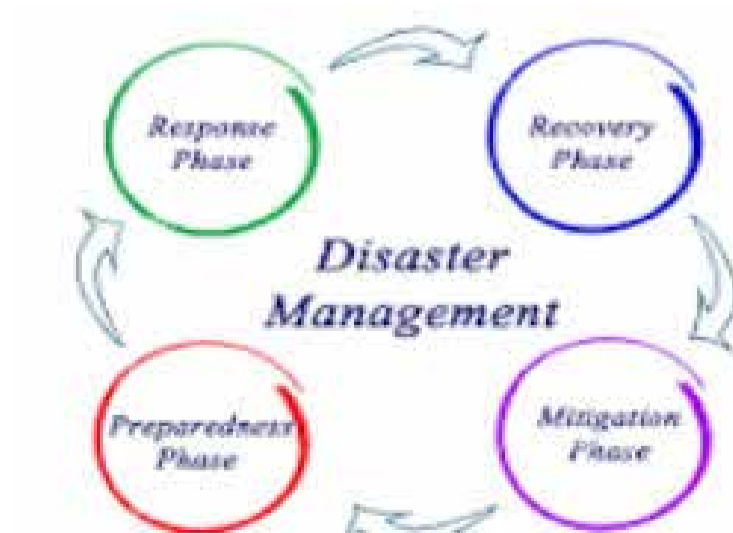 Response
Phase
Recovery
Phase
Disaster
Management
Preparedness
Phase
Mitigation
Phase